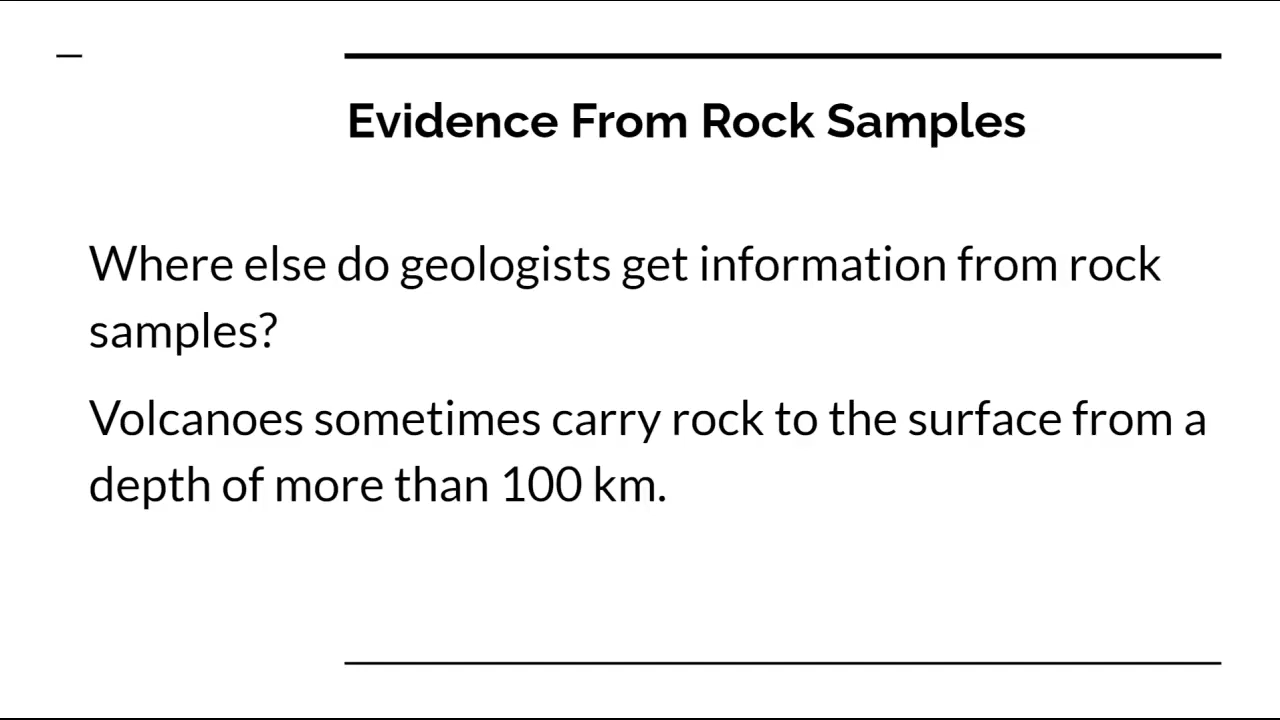 Evidence From Rock Samples
Where else do geologists get information from rock
samples?
Volcanoes sometimes carry rock to the surface from a
depth of more than 100 km.